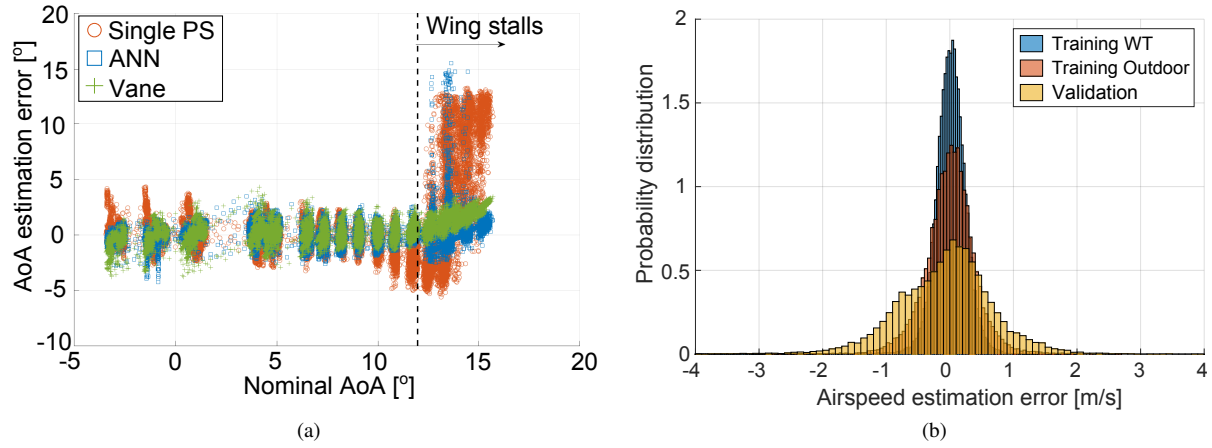 Single PS
ANN
Vane
Wing stalls
AoA estimation error [º]
20
15
10
5
0
-5
-10
-5
0
5
10
15
20
Nominal AoA [º]
(a)
Training WT
Training Outdoor
Validation
Probability distribution
2
1.5
1
0.5
0
-4
-3
-2
-1
0
1
2
3
4
Airspeed estimation error [m/s]
(b)